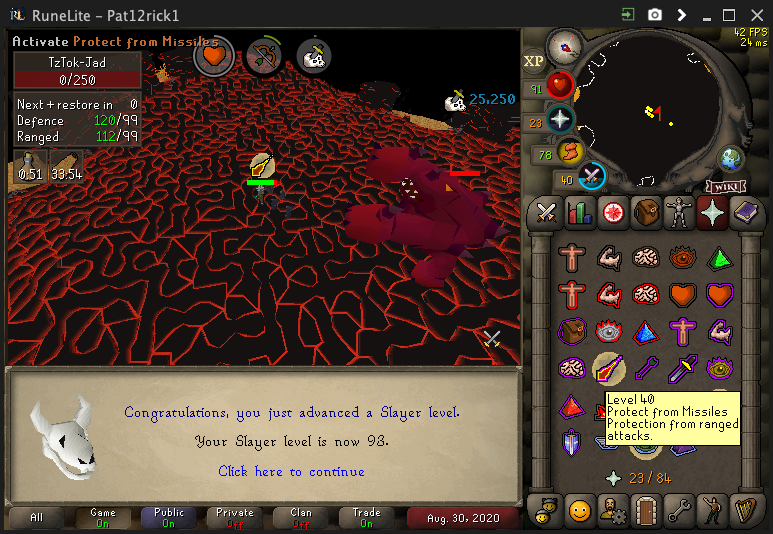 RuneLite - Pat12rick1
Activate Protect from Missiles
TzTok-Jad
0/250
Next + restore in 0
Defence 120/99
Ranged 112/99
0:51 33:54
25,250
42 FPS
24 ms
XP
91
23
78
40
WIKI
Level 40
Protect from Missiles
Protection from ranged
attacks.
23 / 84
Congratulations, you just advanced a Slayer level.
Your Slayer level is now 93.
Click here to continue
All
Game
On
Public
On
Private
Off
Clan
Off
Trade
On
Aug. 30, 2020